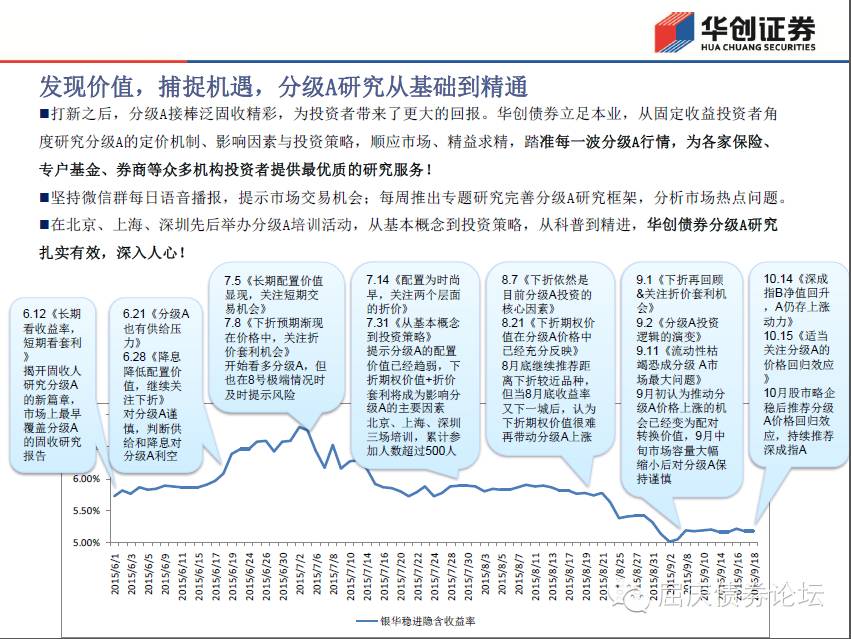 华创证券
HUA CHUANG SECURITIES
发现价值，捕捉机遇，分级A研究从基础到精通
■打新之后，分级A接棒泛固收精彩，为投资者带来了更大的回报。华创债券立足本业，从固定收益投资者角
度研究分级A的定价机制、影响因素与投资策略，顺应市场、精益求精，踏准每一波分级A行情，为各家保险、
专户基金、券商等众多机构投资者提供最优质的研究服务！
■坚持微信群每日语音播报，提示市场交易机会；每周推出专题研究完善分级A研究框架，分析市场热点问题。
■在北京、上海、深圳先后举办分级A培训活动，从基本概念到投资策略，从科普到精进，华创债券分级A研究
扎实有效，深入人心！
6.12《长期
看收益率，
短期看套利
》
揭开固收人
研究分级A
的新篇章，
市场上最早
覆盖分级A
的固收研究
报告
6.21《分级A
也有供给压
力》
6.28《降息
降低配置价
值，继续关
注下折》
对分级A谨
慎，判断供
给和降息对
分级A利空
7.5《长期配置价值
显现，关注短期交
易机会》
7.8《下折预期渐现
在价格中，关注折
价套利机会》
开始看多分级A，但
也在8号极端情况时
及时提示风险
7.14《配置为时尚
早，关注两个层面
的折价》
7.31《从基本概念
到投资策略》
提示分级A的配置
价值已经趋弱，下
折期权价值+折价
套利将成为影响分
级A的主要因素
北京、上海、深圳
三场培训，累计参
加人数超过500人
8.7《下折依然是
目前分级A投资的
核心因素》
8.21《下折期权价
值在分级A价格中
已经充分反映》
8月底继续推荐距
离下折较近品种，
但当8月底收益率
又下一城后，认为
下折期权价值很难
再带动分级A上涨
9.1《下折再回顾
&关注折价套利机
会》
9.2《分级A投资
逻辑的演变》
9.11《流动性枯
竭恐成分级 A市
场最大问题》
9月初认为推动分
级A价格上涨的机
会已经变为配对
转换价值，9月中
旬市场容量大幅
缩小后对分级A保
持谨慎
10.14《深成
指B净值回升
，A仍存上涨
动力》
10.15《适当
关注分级A的
价格回归效应
》
10月股市略企
稳后推荐分级
A价格回归效
应，持续推荐
深成指A
6.00%
5.50%
5.00%
2015/6/1
2015/6/3
2015/6/5
2015/6/9
2015/6/11
2015/6/15
2015/6/17
2015/6/19
2015/6/24
2015/6/26
2015/6/30
2015/7/2
2015/7/6
2015/7/8
2015/7/10
2015/7/14
2015/7/16
2015/7/20
2015/7/22
2015/7/24
2015/7/28
2015/7/30
2015/8/3
2015/8/5
2015/8/7
2015/8/11
2015/8/13
2015/8/17
2015/8/19
2015/8/21
2015/8/25
2015/8/27
2015/8/31
2015/9/2
2015/9/8
2015/9/10
2015/9/14
2015/9/16
2015/9/18
银华稳进隐含收益率
屈庆债券论坛